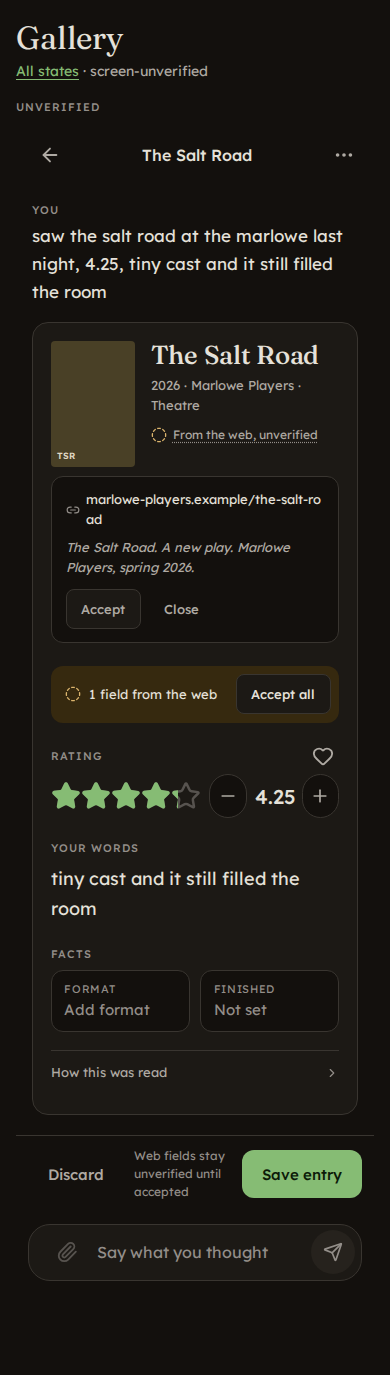 Gallery
All states · screen-unverified
UNVERIFIED
The Salt Road
YOU
saw the salt road at the marlowe last
night, 4.25, tiny cast and it still filled
the room
TSR
The Salt Road
2026 · Marlowe Players ·
Theatre
From the web, unverified
marlowe-players.example/the-salt-ro
ad
The Salt Road. A new play. Marlowe
Players, spring 2026.
Accept
Close
1 field from the web
Accept all
RATING
4.25
YOUR WORDS
tiny cast and it still filled the
room
FACTS
FORMAT
Add format
FINISHED
Not set
How this was read
Discard
Web fields stay
unverified until
accepted
Save entry
Say what you thought